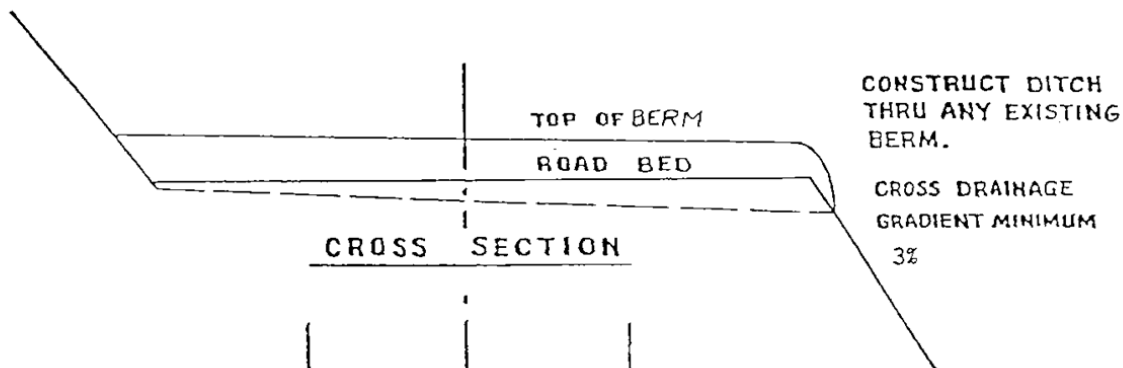 CONSTRUCT DITCH
THRU ANY EXISTING
BERM.
TOP OF BERM
ROAD BED
CROSS DRAINAGE
GRADIENT MINIMUM
3%
CROSS SECTION